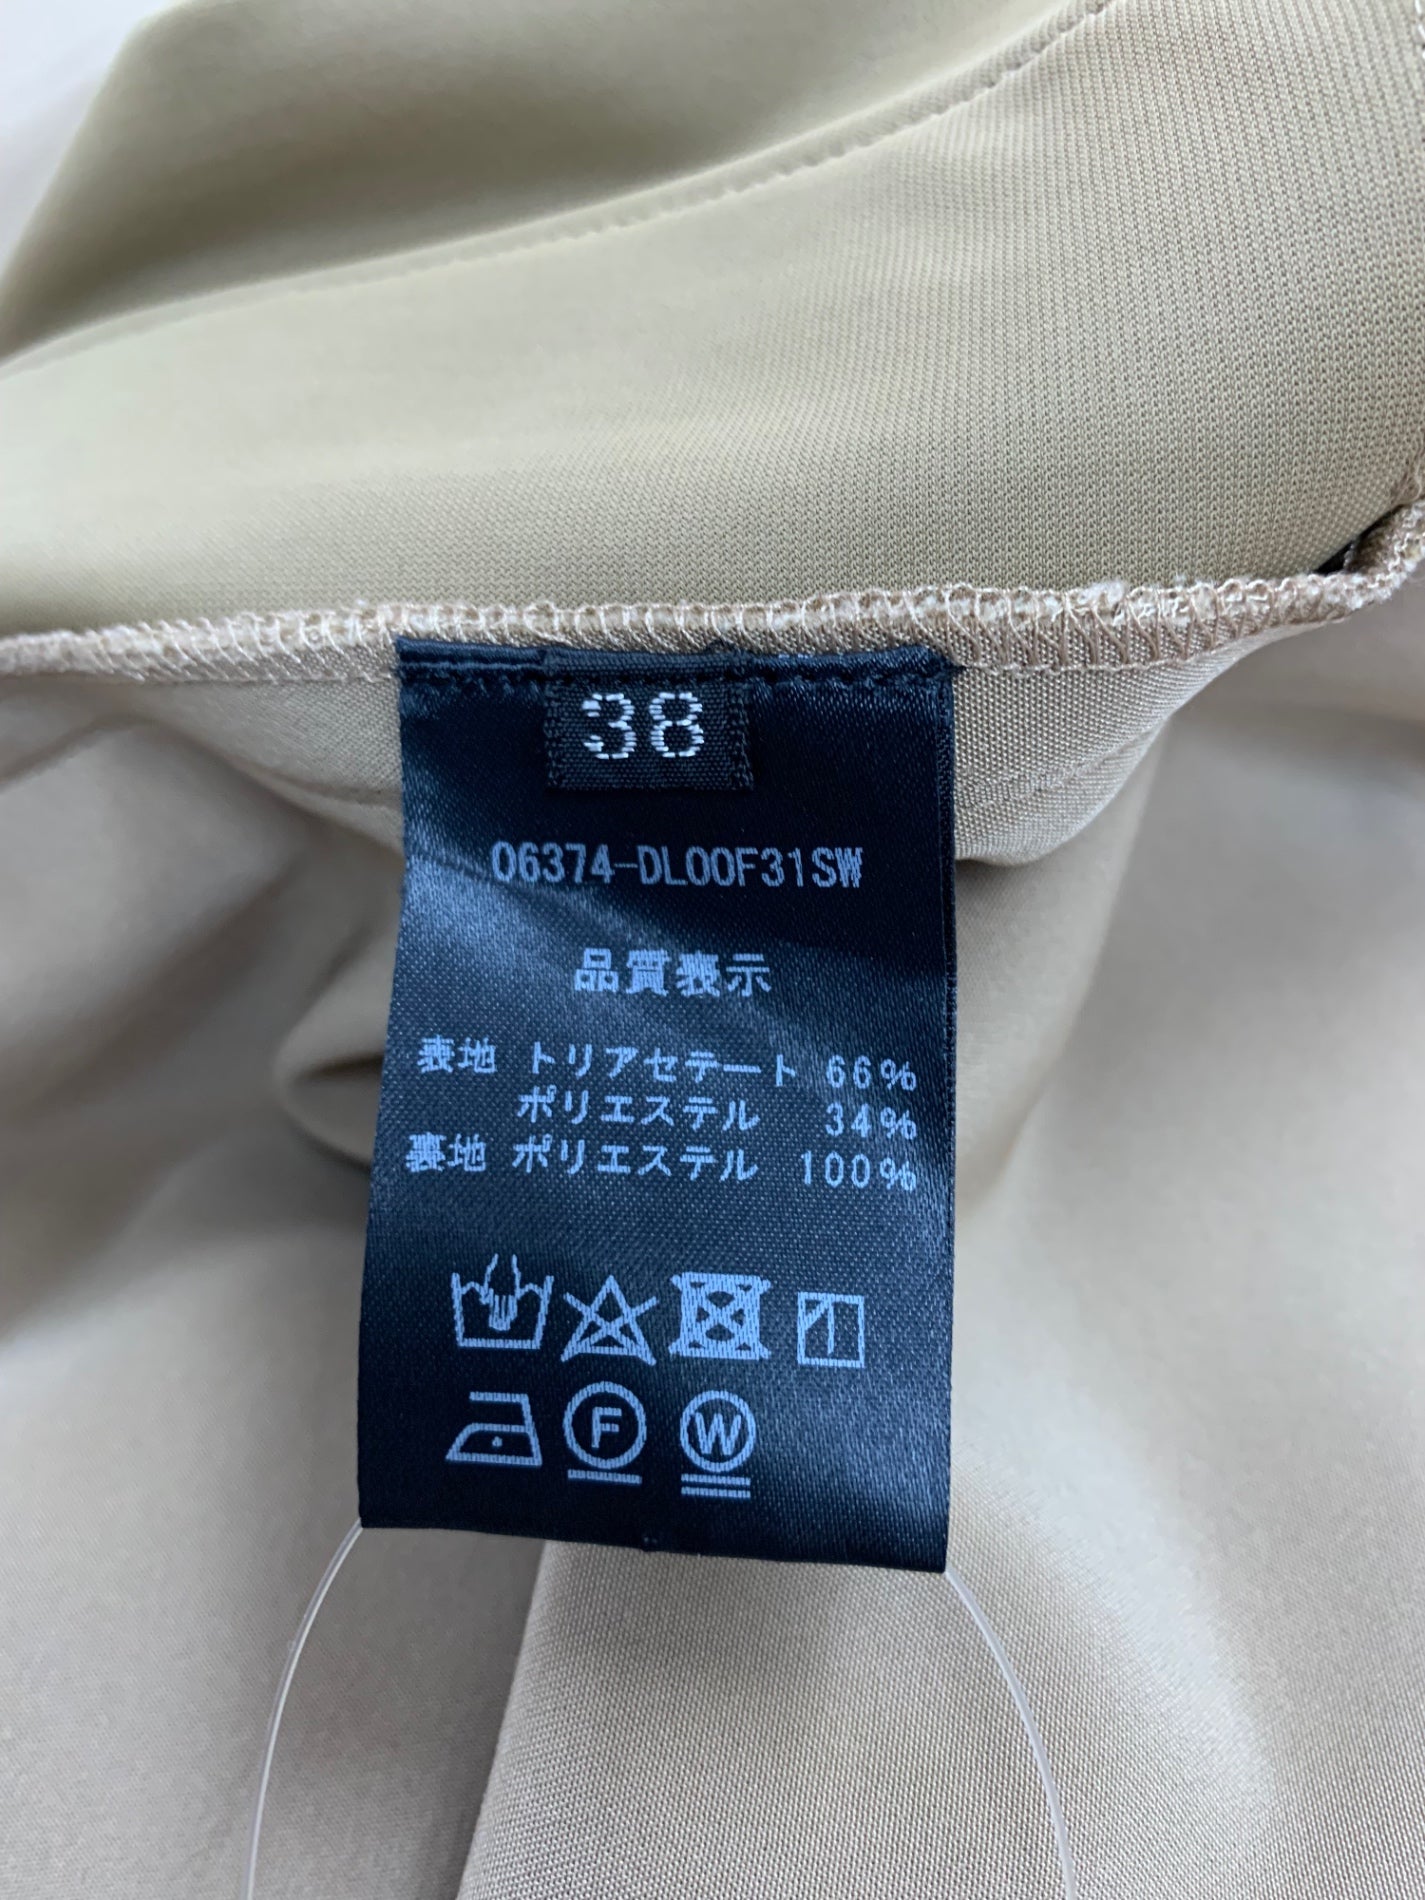 38
06374-DL00F31SW
品質表示
表地 トリアセテート 66%
ポリエステル 34%
裏地 ポリエステル 100%
F W